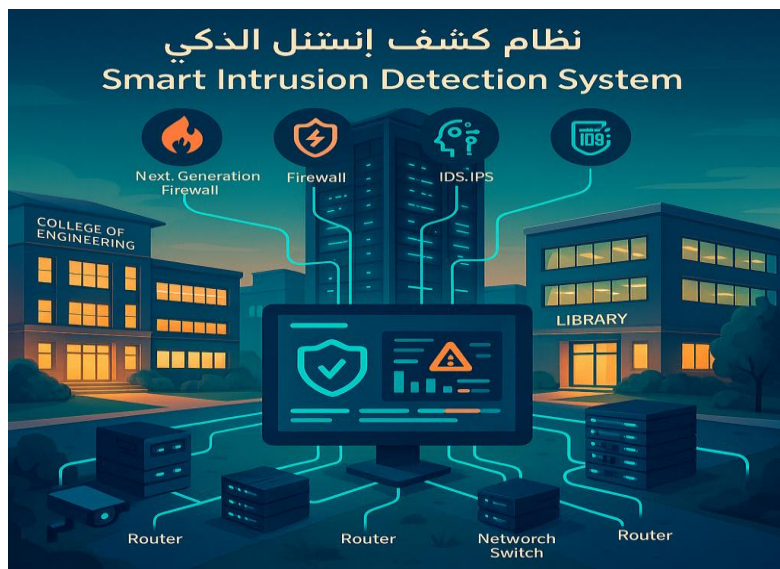 نظام كشف إنستنل الذكي
Smart Intrusion Detection System
Next. Generation
Firewall
Firewall
IDS.IPS
109
COLLEGE OF
ENGINEERING
LIBRARY
Router
Router
Networch
Switch
Router